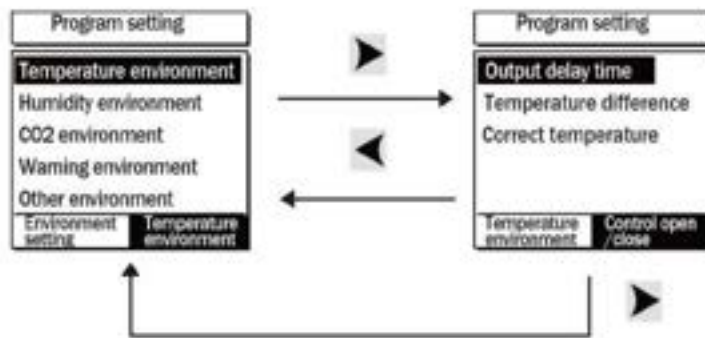 Program setting
Temperature environment
Humidity environment
CO2 environment
Warning environment
Other environment
Environment setting
Temperature environment
Program setting
Output delay time
Temperature difference
Correct temperature
Temperature environment
Control open /close